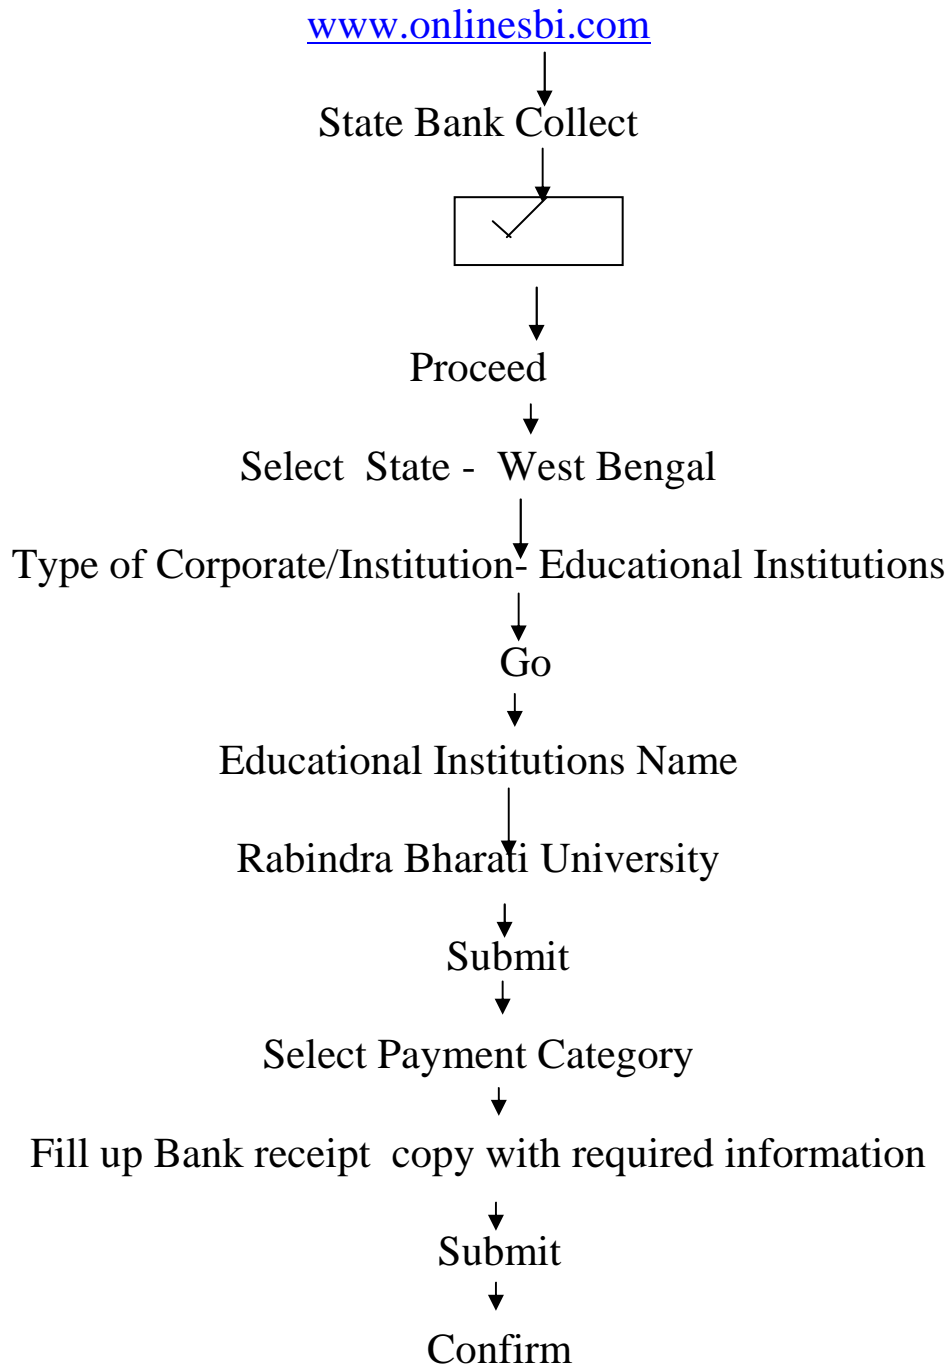 www.onlinesbi.com
State Bank Collect
Proceed
Select State - West Bengal
Type of Corporate/Institution- Educational Institutions
Go
Educational Institutions Name
Rabindra Bharati University
Submit
Select Payment Category
Fill up Bank receipt copy with required information
Submit
Confirm